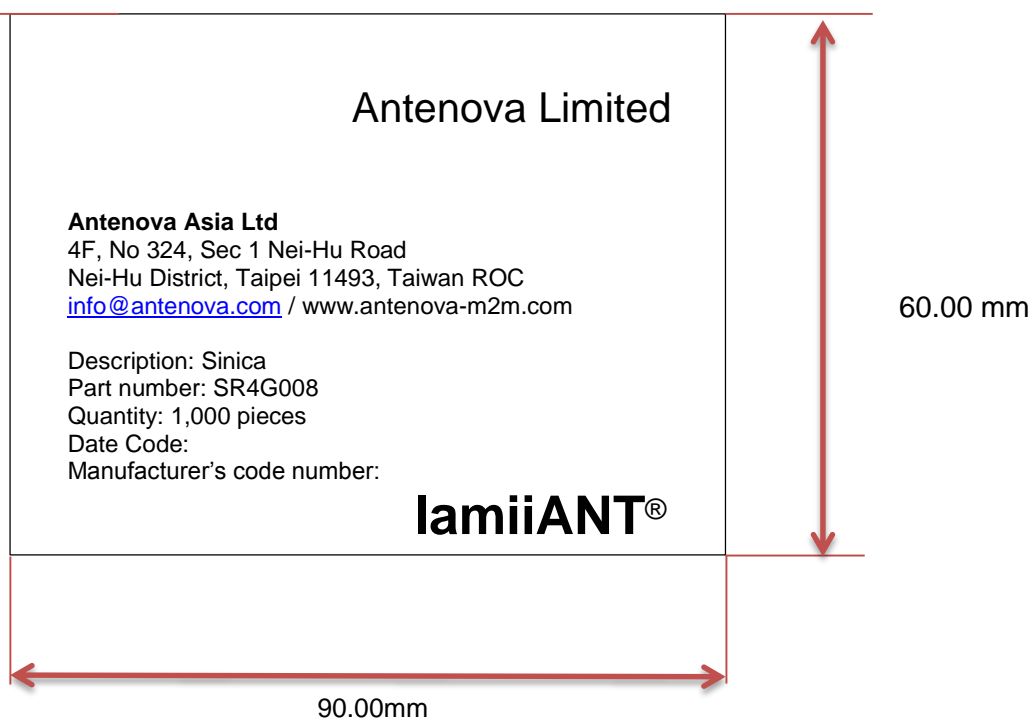 Antenova Limited
Antenova Asia Ltd
4F, No 324, Sec 1 Nei-Hu Road
Nei-Hu District, Taipei 11493, Taiwan ROC
info@antenova.com / www.antenova-m2m.com
60.00 mm
Description: Sinica
Part number: SR4G008
Quantity: 1,000 pieces
Date Code:
Manufacturer’s code number:
lamiiANT®
90.00mm